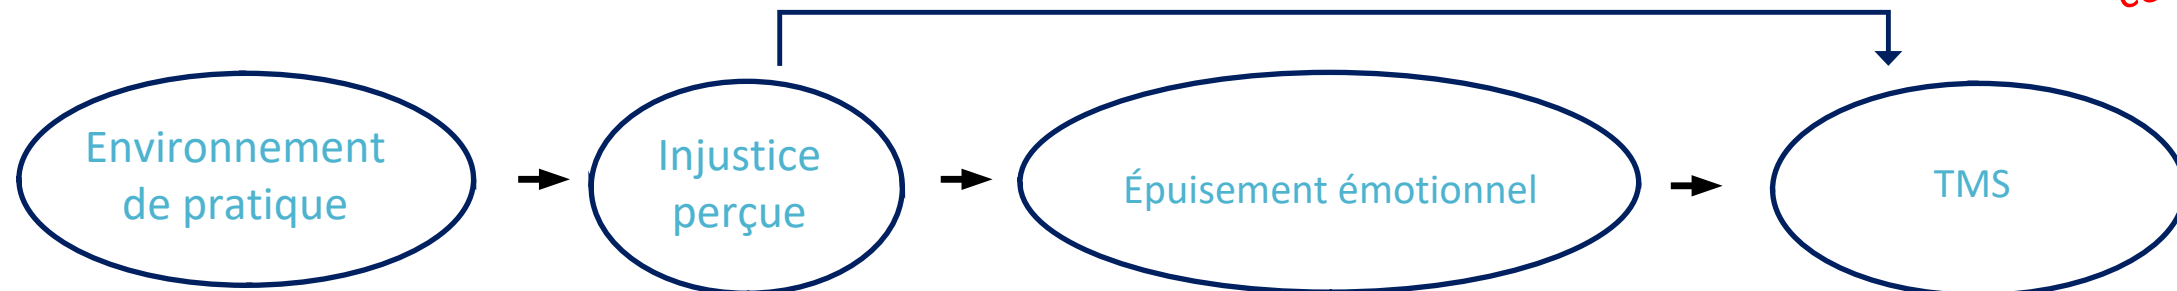 Environnement
de pratique
Injustice
perçue
Épuisement émotionnel
TMS